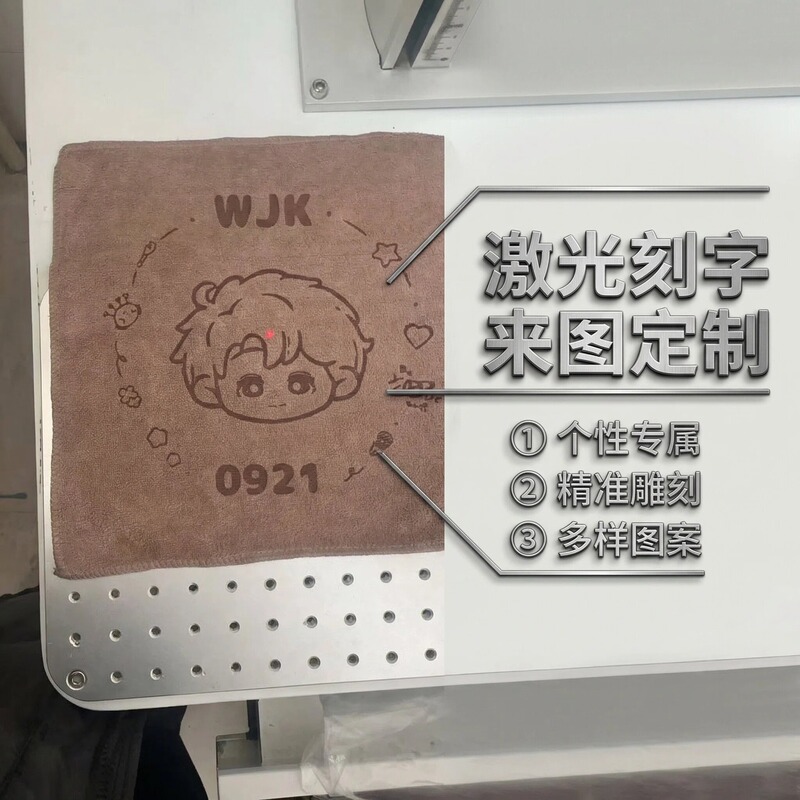 WJK
0921
激光刻字
来图定制
① 个性专属
② 精准雕刻
③ 多样图案